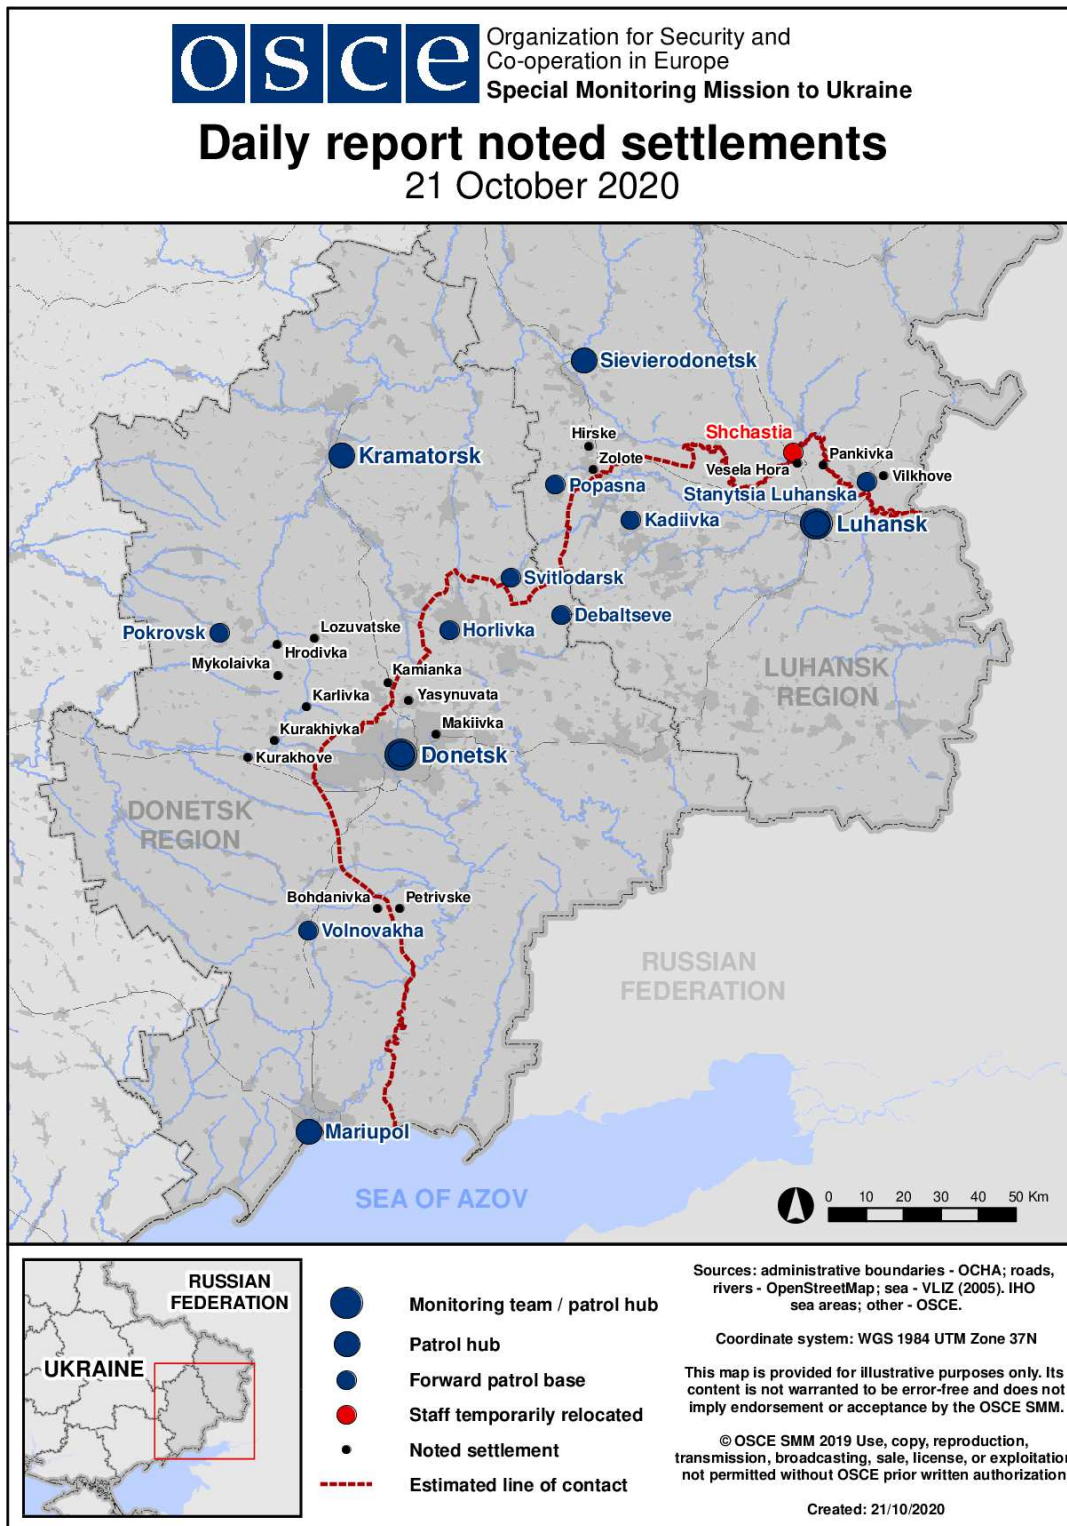 osce
Organization for Security and
Co-operation in Europe
Special Monitoring Mission to Ukraine
Daily report noted settlements
21 October 2020
Sievierodonetsk
Hirske
Shchastia
Zolote
Kramatorsk
Pankivka
Vesela Hora
Vilkhove
Popasna
Stanytsia Luhanska
Kadiivka
Luhansk
Svitlodarsk
Debaltseve
Horlivka
Pokrovsk
Lozuvatske
Hrodivka
Mykolaivka
Kamianka
LUHANSK
REGION
Karlivka
Yasynuvata
Kurakhivka
Makiivka
Kurakhove
Donetsk
DONETSK
REGION
Bohdanivka
Petrivske
Volnovakha
RUSSIAN
FEDERATION
Mariupol
SEA OF AZOV
0 10 20 30 40 50 Km
RUSSIAN
FEDERATION
UKRAINE
Monitoring team / patrol hub
Patrol hub
Forward patrol base
Staff temporarily relocated
Noted settlement
Estimated line of contact
Sources: administrative boundaries - OCHA; roads,
rivers - OpenStreetMap; sea - VLIZ (2005). IHO
sea areas; other - OSCE.
Coordinate system: WGS 1984 UTM Zone 37N
This map is provided for illustrative purposes only. Its
content is not warranted to be error-free and does not
imply endorsement or acceptance by the OSCE SMM.
© OSCE SMM 2019 Use, copy, reproduction,
transmission, broadcasting, sale, license, or exploitation
not permitted without OSCE prior written authorization
Created: 21/10/2020